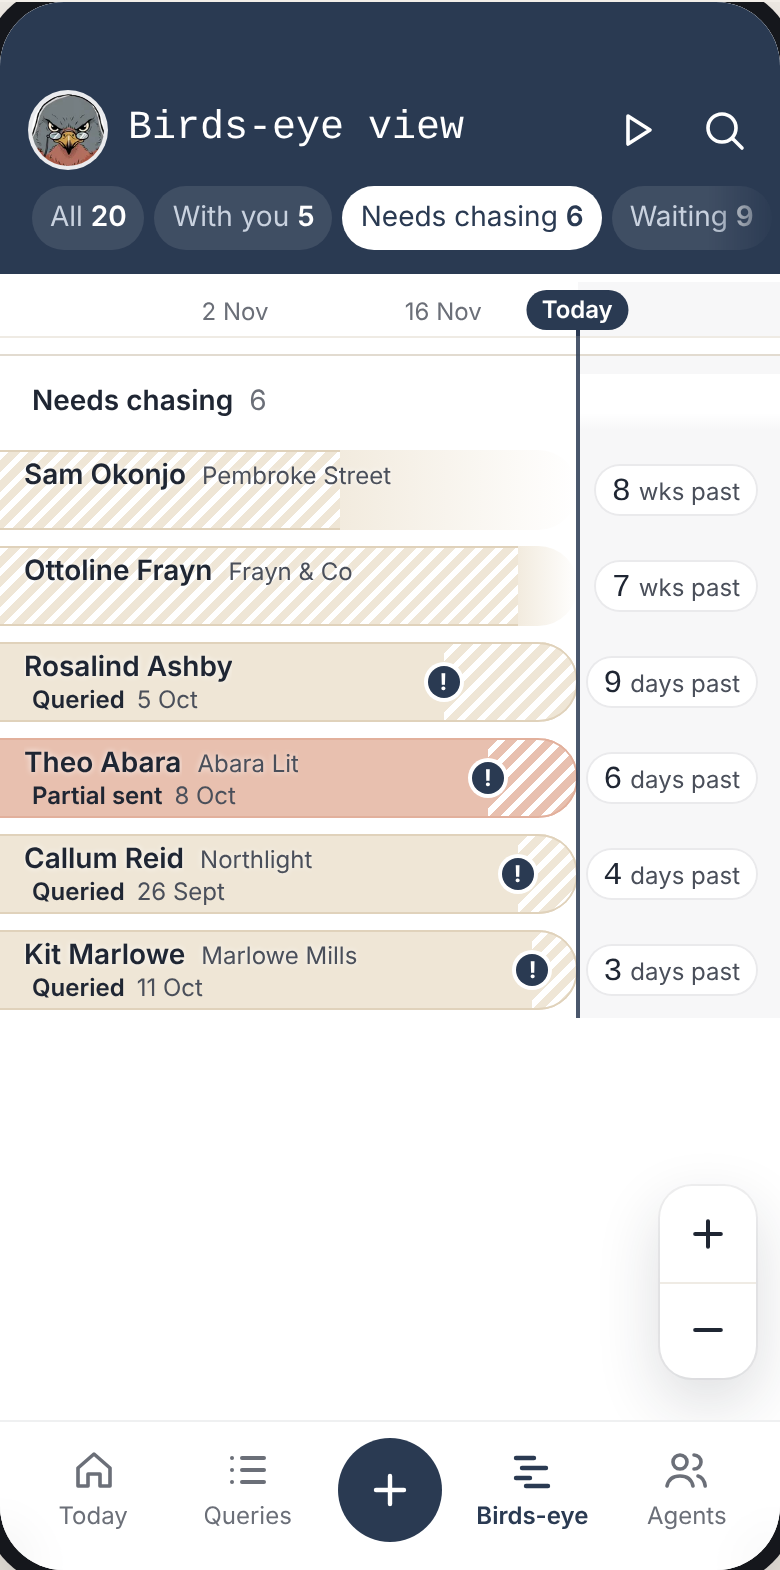 Birds-eye view
All 20 With you 5 Needs chasing 6 Waiting 9
2 Nov 16 Nov Today
Needs chasing 6
Sam Okonjo Pembroke Street 8 wks past
Ottoline Frayn Frayn & Co 7 wks past
Rosalind Ashby
Queried 5 Oct
! 9 days past
Theo Abara Abara Lit
Partial sent 8 Oct
! 6 days past
Callum Reid Northlight
Queried 26 Sept
! 4 days past
Kit Marlowe Marlowe Mills
Queried 11 Oct
! 3 days past
+
−
Today Queries + Birds-eye Agents